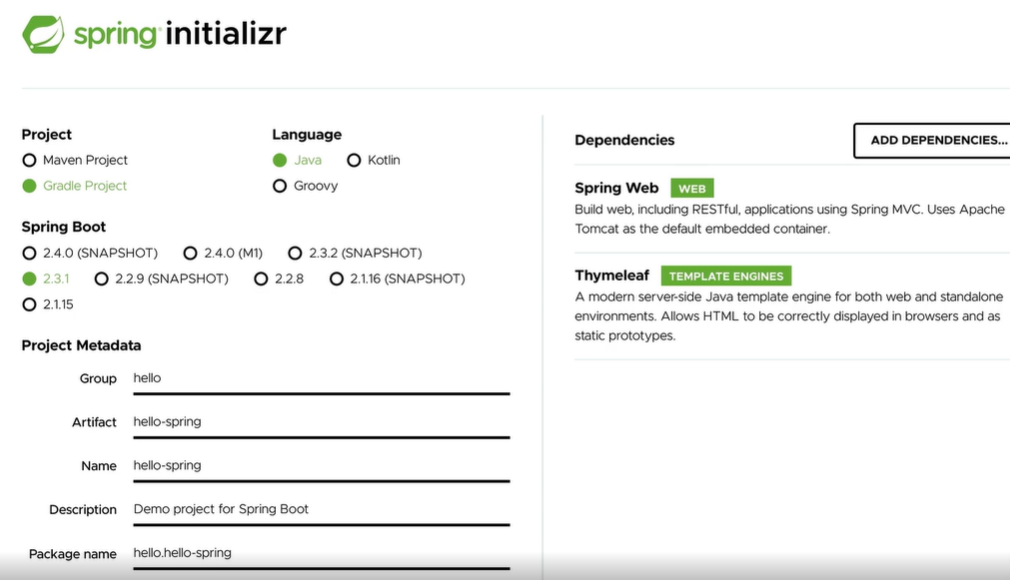 spring initializr
Project
Maven Project
Gradle Project
Language
Java Kotlin
Groovy
Spring Boot
2.4.0 (SNAPSHOT) 2.4.0 (M1) 2.3.2 (SNAPSHOT)
2.3.1 2.2.9 (SNAPSHOT) 2.2.8 2.1.16 (SNAPSHOT)
2.1.15
Project Metadata
Group hello
Artifact hello-spring
Name hello-spring
Description Demo project for Spring Boot
Package name hello.hello-spring
Dependencies ADD DEPENDENCIES...
Spring Web WEB
Build web, including RESTful, applications using Spring MVC. Uses Apache
Tomcat as the default embedded container.
Thymeleaf TEMPLATE ENGINES
A modern server-side Java template engine for both web and standalone
environments. Allows HTML to be correctly displayed in browsers and as
static prototypes.